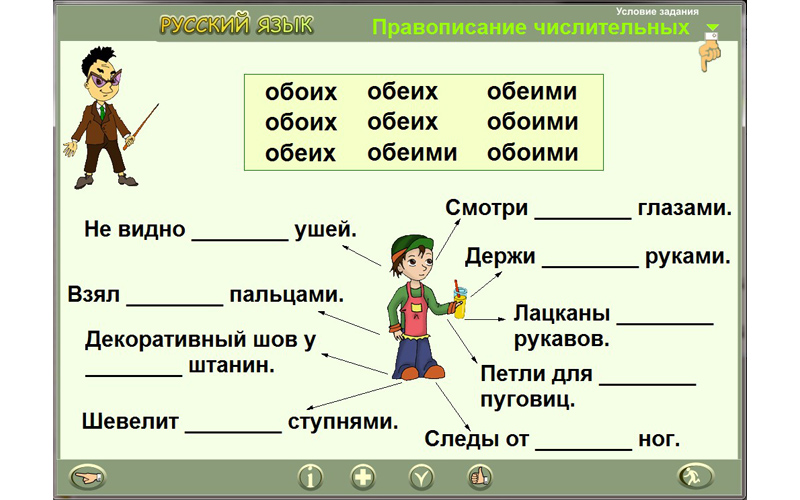 Условие задания
РУССКИЙ ЯЗЫК
Правописание числительных
обоих обеих обеими
обоих обеих обоими
обеих обеими обоими
Смотри ________ глазами.
Не видно ________ ушей.
Держи ________ руками.
Взял ________ пальцами.
Лацканы ________
рукавов.
Декоративный шов у
________ штанин.
Петли для ________
пуговиц.
Шевелит ________ ступнями.
Следы от ________ ног.